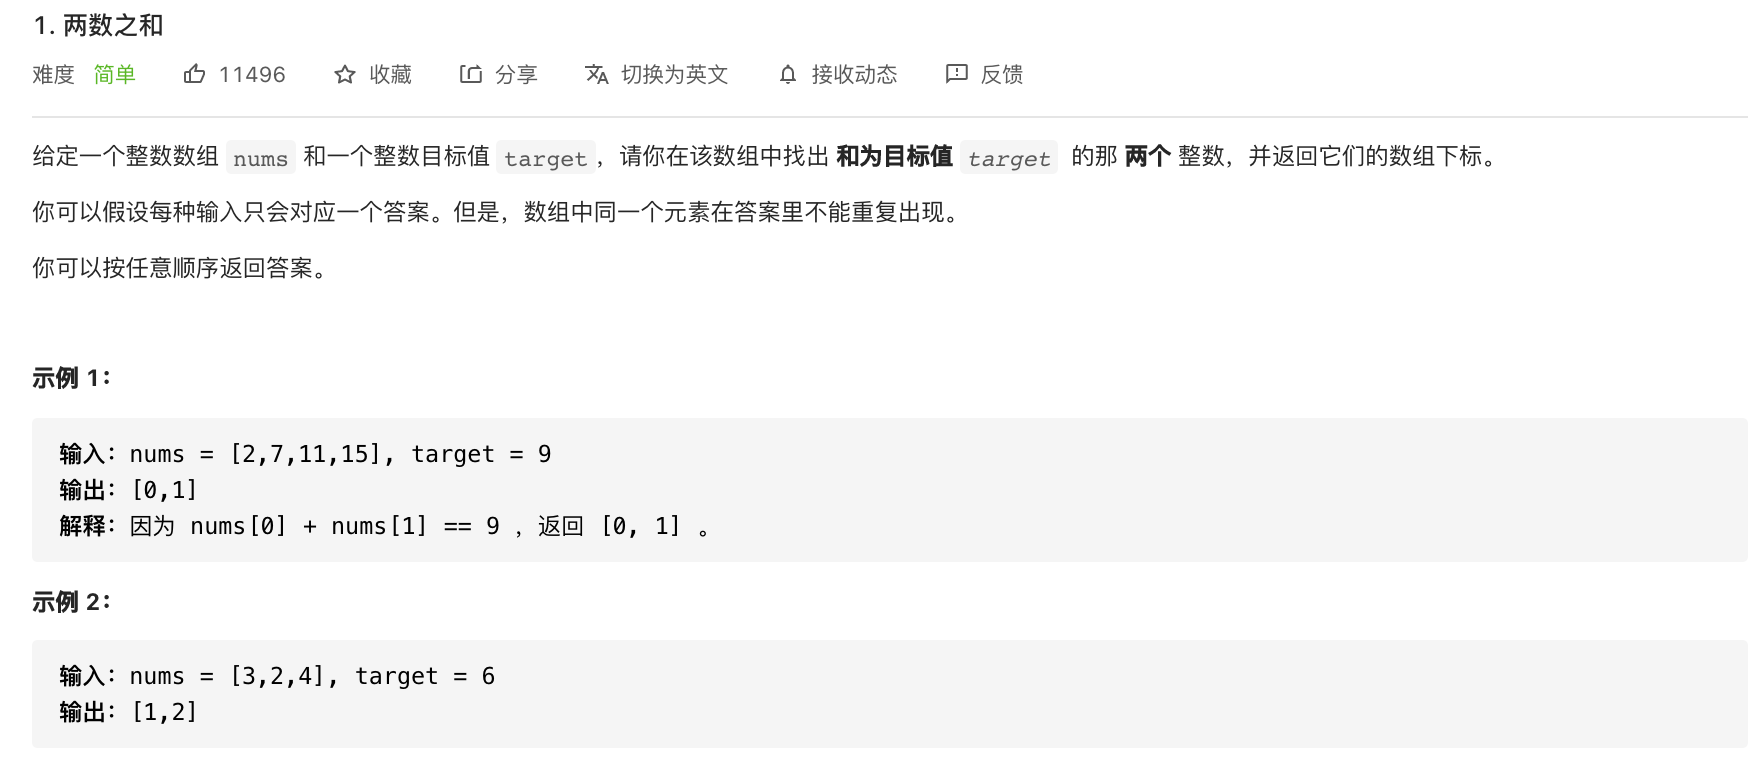 1. 两数之和
难度 简单 11496 收藏 分享 切换为英文 接收动态 反馈
给定一个整数数组 nums 和一个整数目标值 target，请你在该数组中找出 和为目标值 target 的那 两个 整数，并返回它们的数组下标。
你可以假设每种输入只会对应一个答案。但是，数组中同一个元素在答案里不能重复出现。
你可以按任意顺序返回答案。
示例 1：
输入：nums = [2,7,11,15], target = 9
输出：[0,1]
解释：因为 nums[0] + nums[1] == 9 ，返回 [0, 1] 。
示例 2：
输入：nums = [3,2,4], target = 6
输出：[1,2]